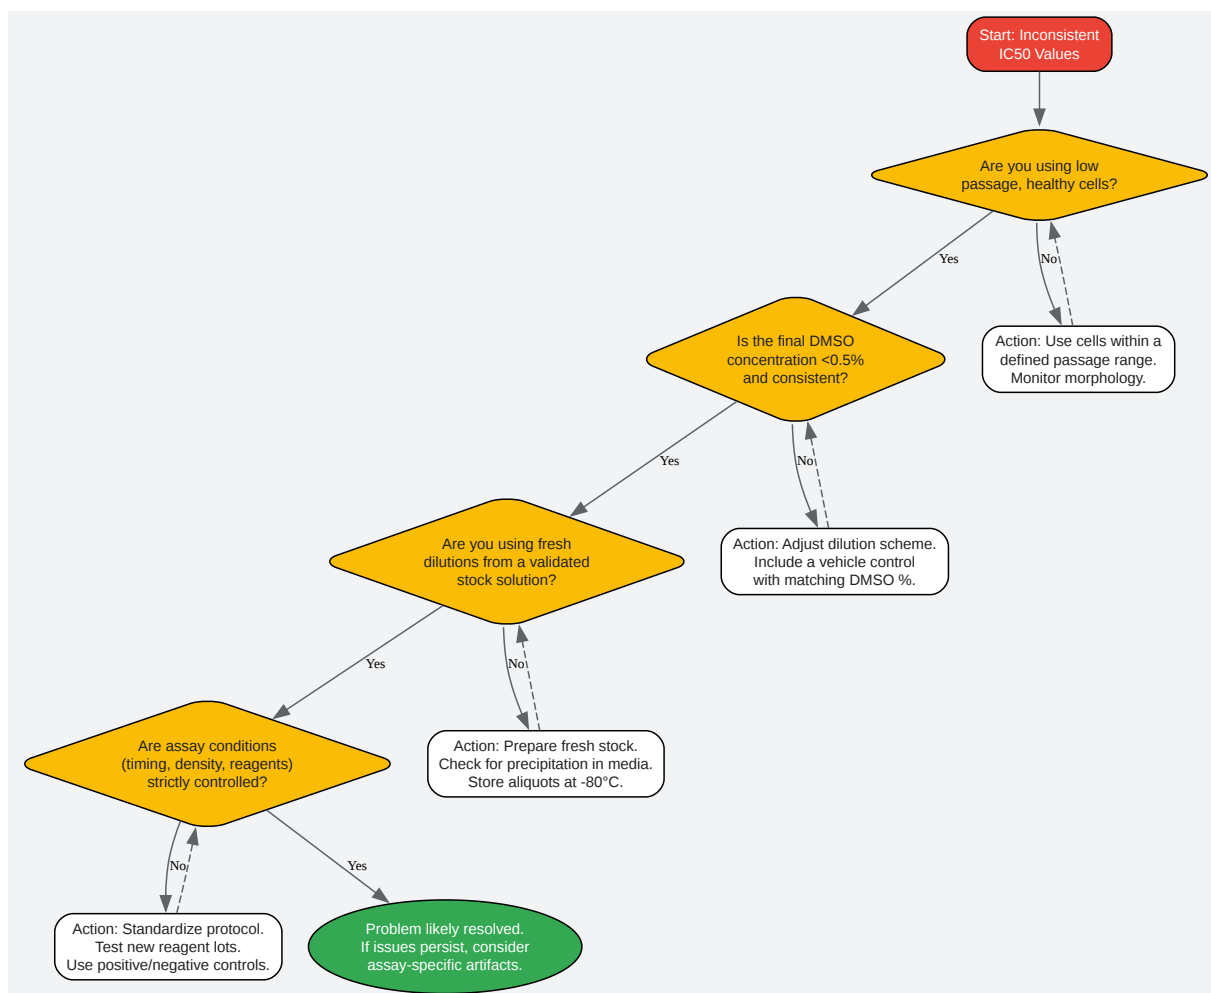 Start: Inconsistent
IC50 Values
Are you using low
passage, healthy cells?
Yes
No
Action: Use cells within a
defined passage range.
Monitor morphology.
Is the final DMSO
concentration <0.5%
and consistent?
Yes
No
Action: Adjust dilution scheme.
Include a vehicle control
with matching DMSO %.
Are you using fresh
dilutions from a validated
stock solution?
Yes
No
Action: Prepare fresh stock.
Check for precipitation in media.
Store aliquots at -80°C.
Are assay conditions
(timing, density, reagents)
strictly controlled?
No
Yes
Action: Standardize protocol.
Test new reagent lots.
Use positive/negative controls.
Problem likely resolved.
If issues persist, consider
assay-specific artifacts.